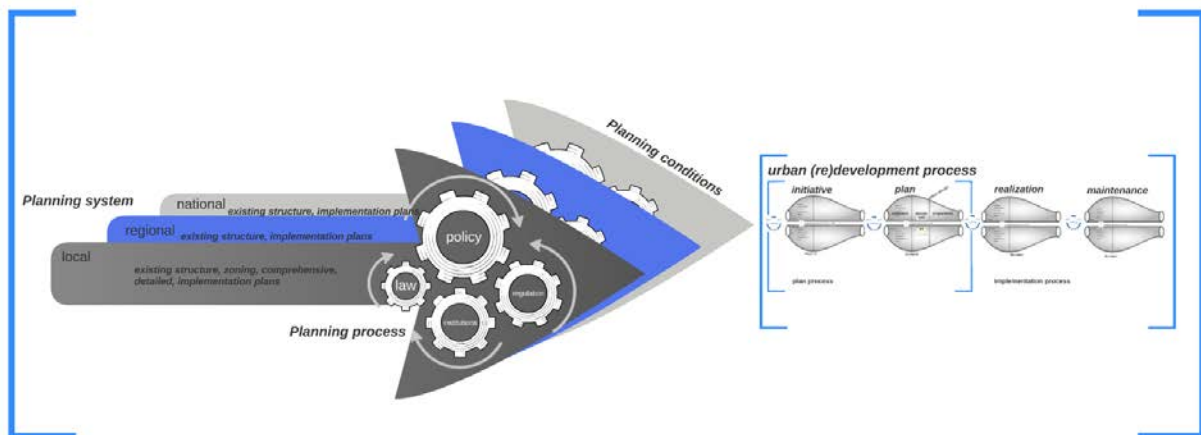 Planning conditions
urban (re)development process
initiative
plan
realization
maintenance
Planning system
national
existing structure, implementation plans
regional
existing structure, implementation plans
local
existing structure, zoning, comprehensive,
detailed, implementation plans
policy
law
regulation
institutions
Planning process
plan process
implementation process